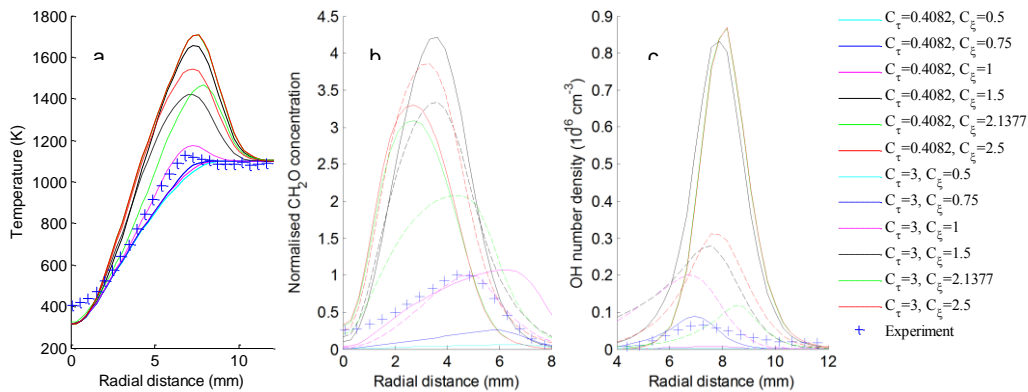 a
1800
1600
1400
1200
1000
800
600
400
200
0
5
10
Temperature (K)
Radial distance (mm)
b
4.5
4
3.5
3
2.5
2
1.5
1
0.5
0
0
2
4
6
8
Normalised CH2O concentration
Radial distance (mm)
c
0.9
0.8
0.7
0.6
0.5
0.4
0.3
0.2
0.1
0
4
6
8
10
12
OH number density (10^16 cm^-3)
Radial distance (mm)
Cτ=0.4082, Cξ=0.5
Cτ=0.4082, Cξ=0.75
Cτ=0.4082, Cξ=1
Cτ=0.4082, Cξ=1.5
Cτ=0.4082, Cξ=2.1377
Cτ=0.4082, Cξ=2.5
Cτ=3, Cξ=0.5
Cτ=3, Cξ=0.75
Cτ=3, Cξ=1
Cτ=3, Cξ=1.5
Cτ=3, Cξ=2.1377
Cτ=3, Cξ=2.5
Experiment